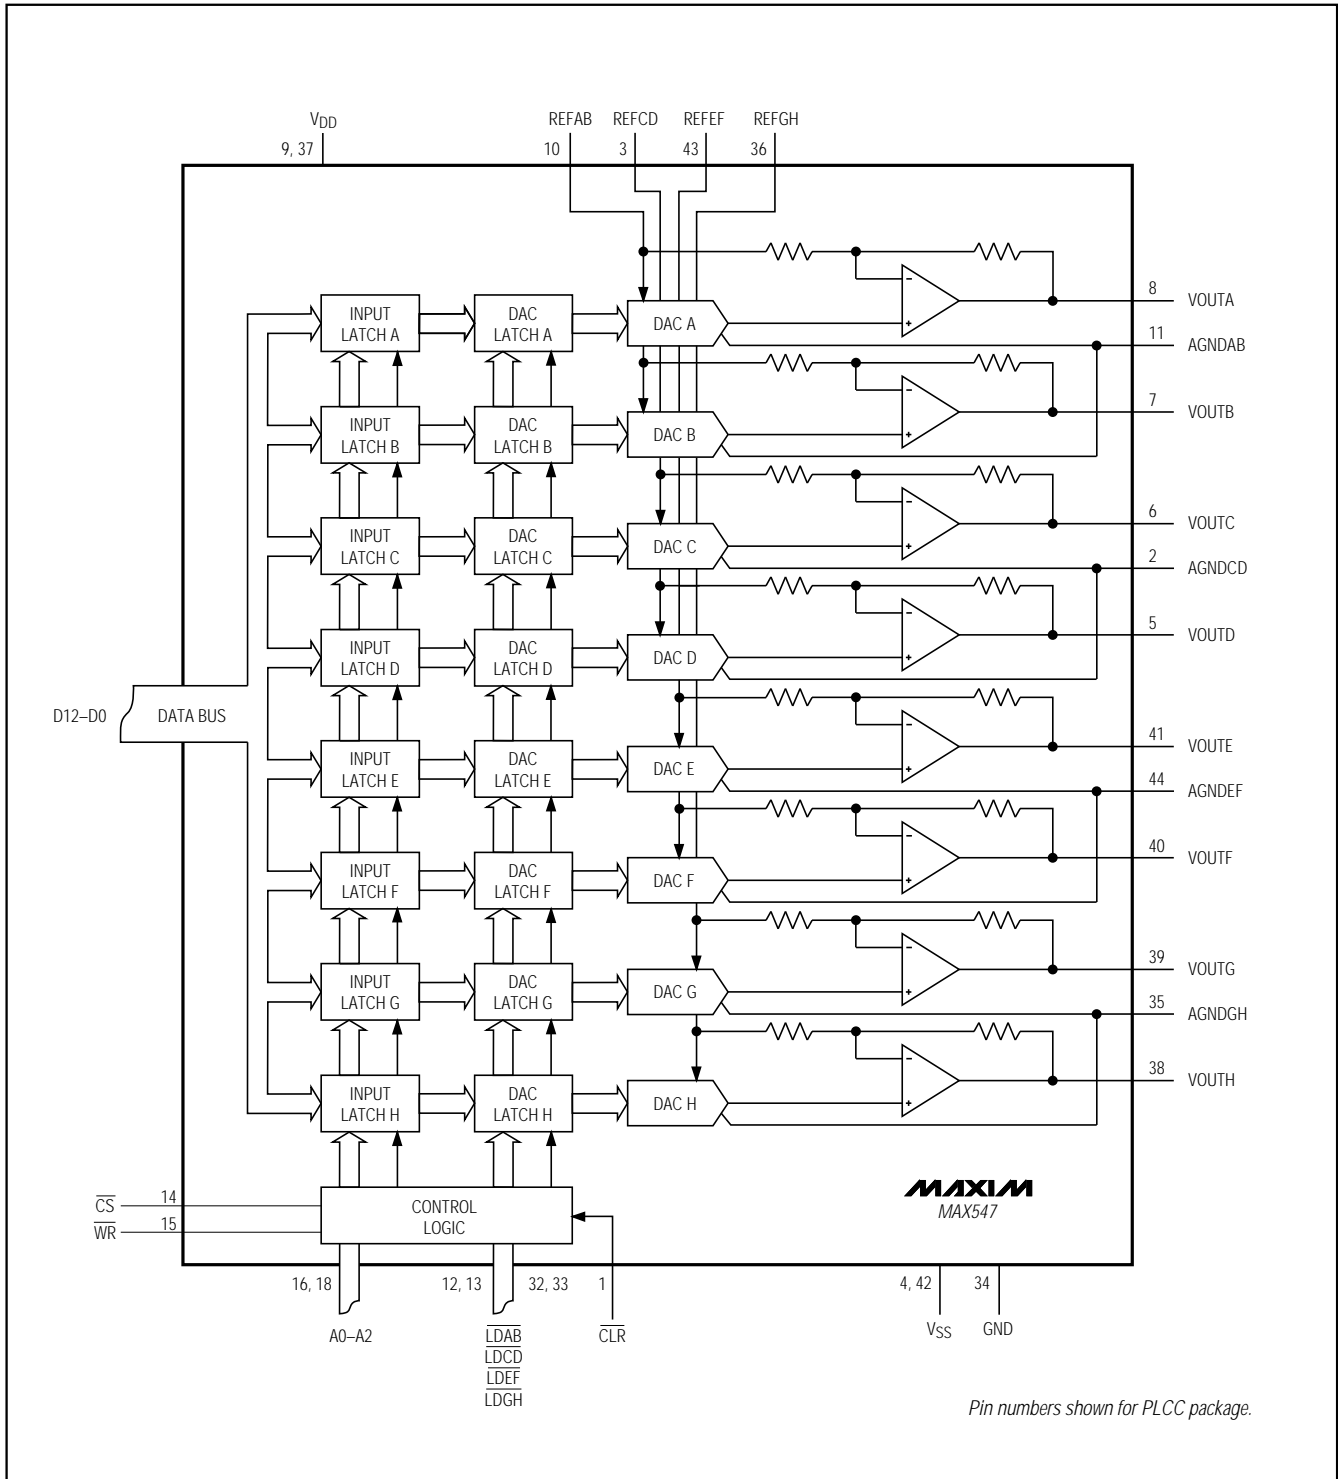 VDD
REFAB REFCD REFEF REFGH
9, 37 10 3 43 36
8 VOUTA
INPUT LATCH A
DAC LATCH A
DAC A
-
+
11 AGNDAB
7 VOUTB
INPUT LATCH B
DAC LATCH B
DAC B
-
+
6 VOUTC
INPUT LATCH C
DAC LATCH C
DAC C
-
+
2 AGNDCD
5 VOUTD
INPUT LATCH D
DAC LATCH D
DAC D
-
+
D12–D0 DATA BUS
41 VOUTE
INPUT LATCH E
DAC LATCH E
DAC E
-
+
44 AGNDEF
40 VOUTF
INPUT LATCH F
DAC LATCH F
DAC F
-
+
39 VOUTG
INPUT LATCH G
DAC LATCH G
DAC G
-
+
35 AGNDGH
38 VOUTH
INPUT LATCH H
DAC LATCH H
DAC H
-
+
CS 14
WR 15
CONTROL
LOGIC
MAXIM
MAX547
16, 18 12, 13 32, 33 1 4, 42 34
A0–A2
LDAB
LDCD
LDEF
LDGH
CLR
VSS GND
Pin numbers shown for PLCC package.